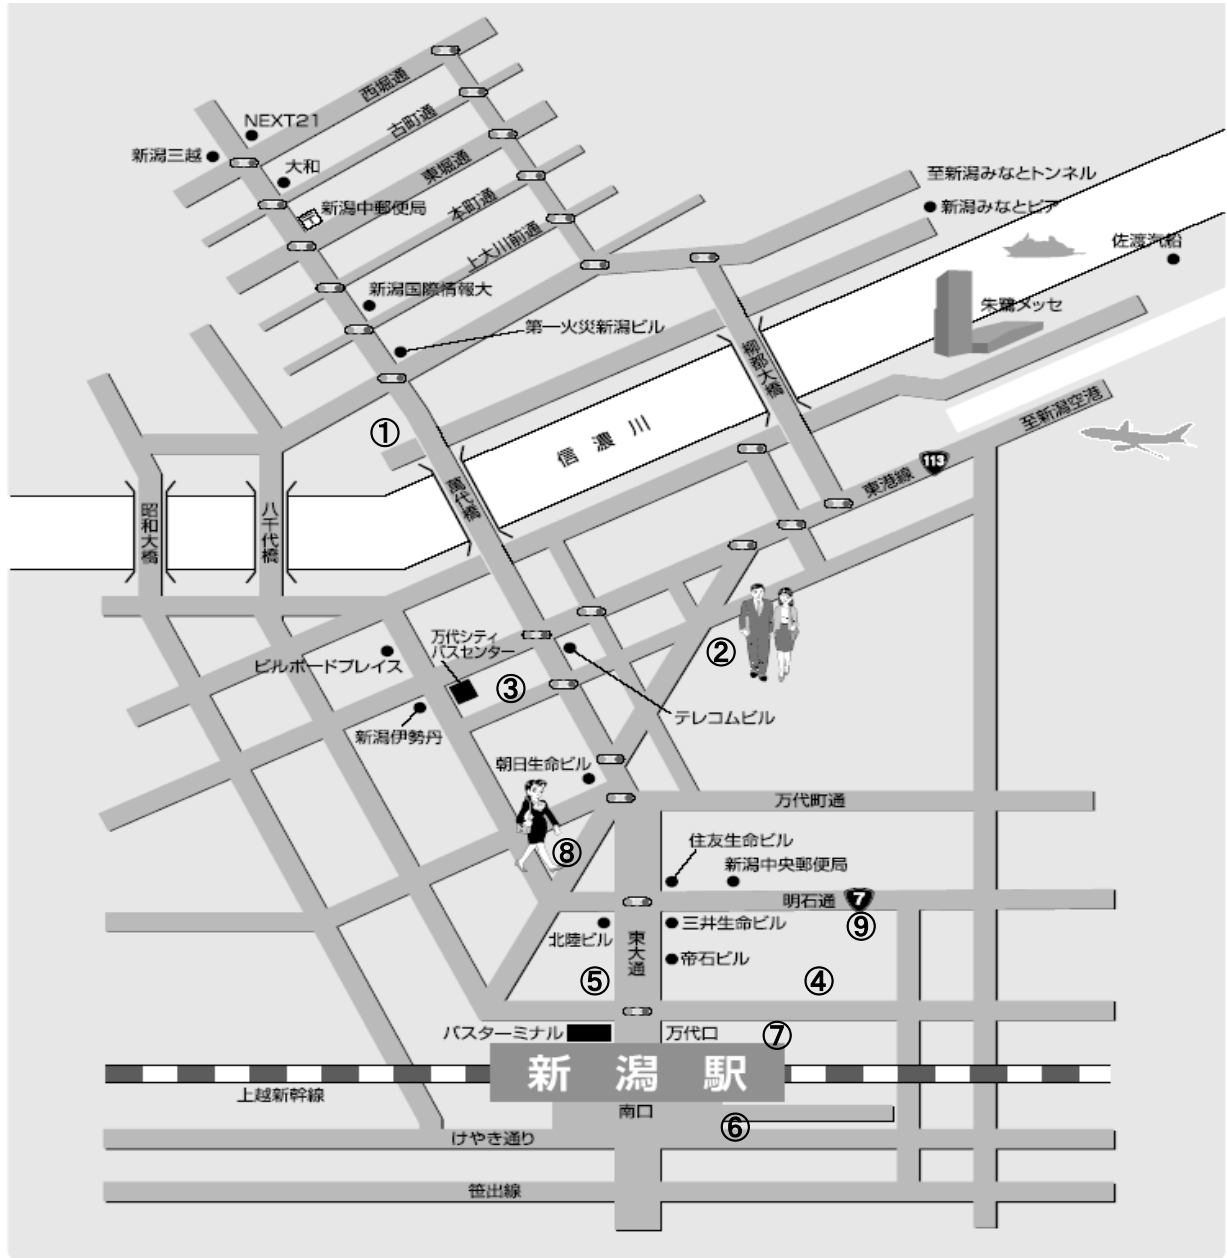 西堀通
NEXT21
古町通
新潟三越
大和
東堀通
至新潟みなとトンネル
新潟中郵便局
本町通
新潟みなとピア
上大川前通
佐渡汽船
新潟国際情報大
朱鷺メッセ
第一火災新潟ビル
柳都大橋
至新潟空港
①
信濃川
113
東港線
萬代橋
昭和大橋
八千代橋
万代シティ
バスセンター
②
ビルボードプレイス
③
テレコムビル
新潟伊勢丹
朝日生命ビル
万代町通
住友生命ビル
⑧
新潟中央郵便局
明石通
7
三井生命ビル
⑨
北陸ビル
東大通
帝石ビル
⑤
④
バスターミナル
万代口
⑦
新潟駅
上越新幹線
南口
⑥
けやき通り
笹出線